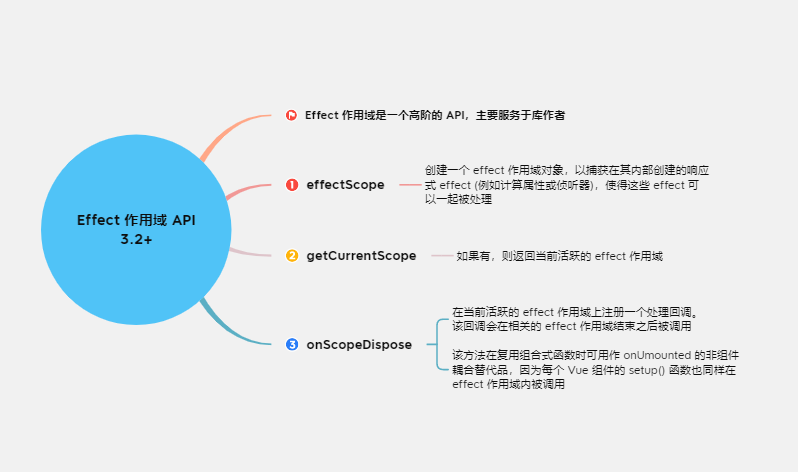 Effect 作用域 API
3.2+
Effect 作用域是一个高阶的 API，主要服务于库作者
1 effectScope
创建一个 effect 作用域对象，以捕获在其内部创建的响应
式 effect (例如计算属性或侦听器)，使得这些 effect 可
以一起被处理
2 getCurrentScope
如果有，则返回当前活跃的 effect 作用域
3 onScopeDispose
在当前活跃的 effect 作用域上注册一个处理回调。
该回调会在相关的 effect 作用域结束之后被调用
该方法在复用组合式函数时可用作 onUmounted 的非组件
耦合替代品，因为每个 Vue 组件的 setup() 函数也同样在
effect 作用域内被调用